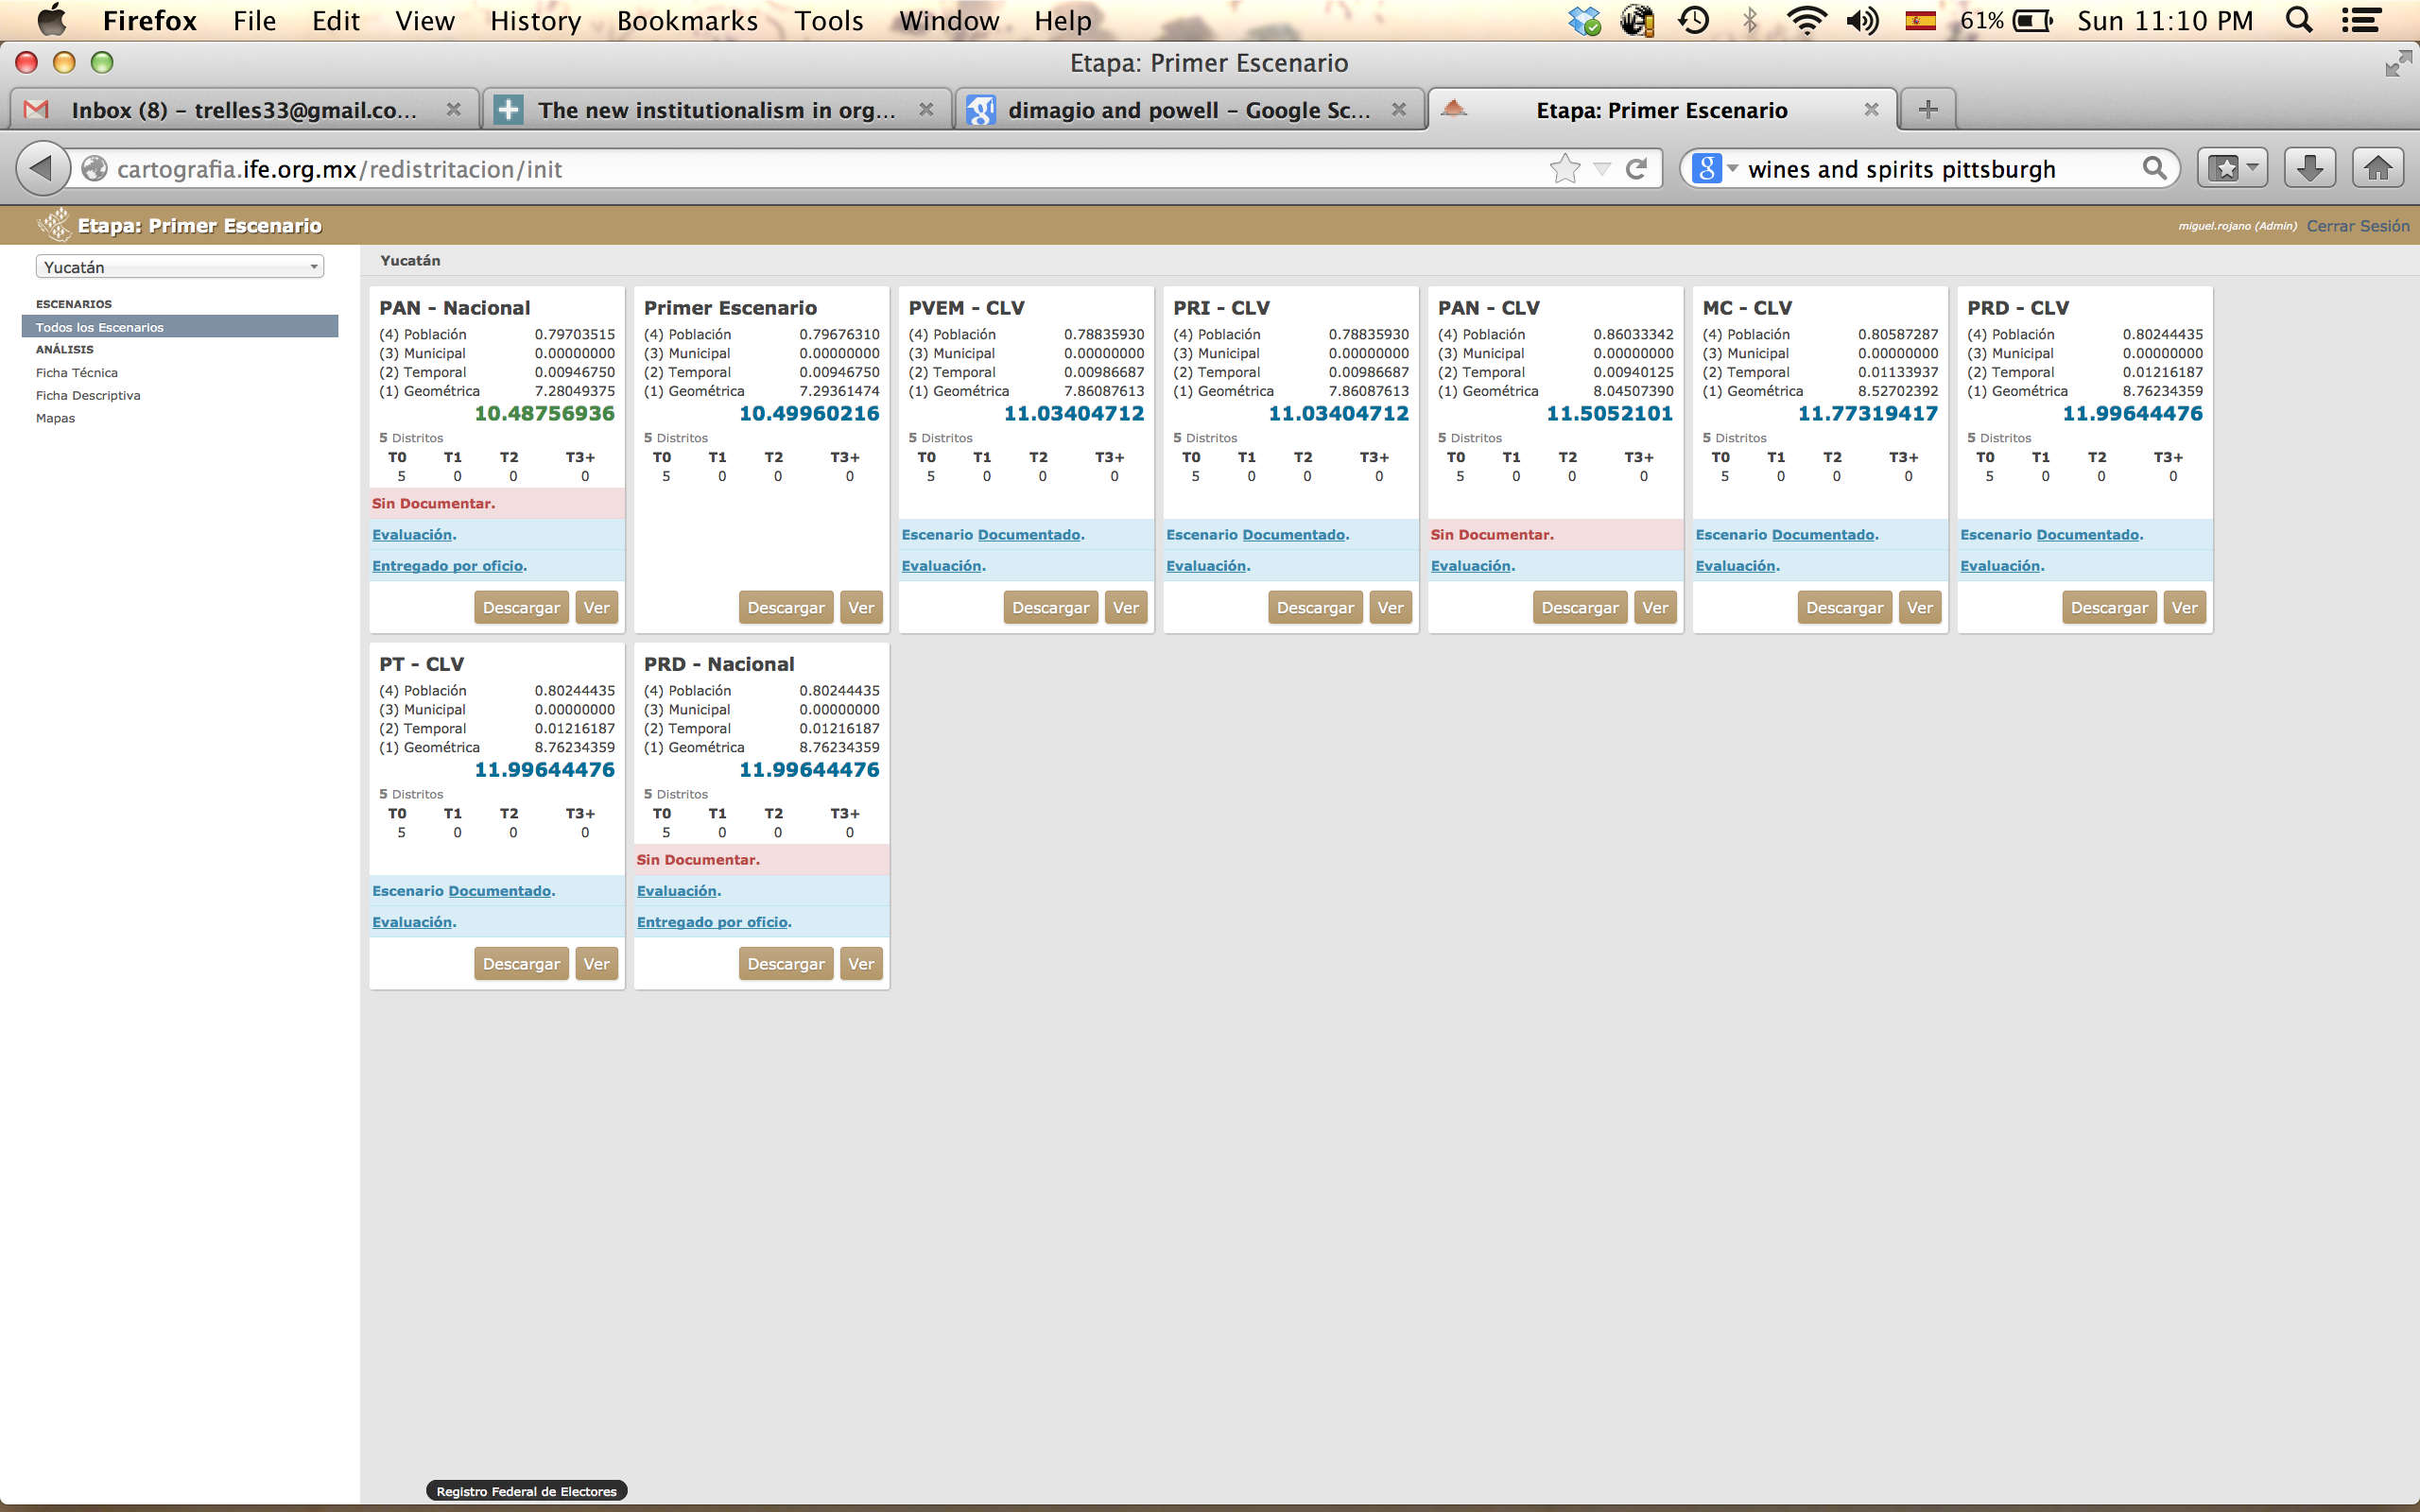 Firefox File Edit View History Bookmarks Tools Window Help 61% Sun 11:10 PM
Etapa: Primer Escenario
Inbox (8) – trelles33@gmail.co... The new institutionalism in org... dimagio and powell – Google Sc... Etapa: Primer Escenario
cartografia.ife.org.mx/redistritacion/init wines and spirits pittsburgh
Etapa: Primer Escenario miguel.rojano (Admin) Cerrar Sesión
Yucatán
ESCENARIOS
Todos los Escenarios
ANÁLISIS
Ficha Técnica
Ficha Descriptiva
Mapas
Yucatán
PAN - Nacional
(4) Población 0.79703515
(3) Municipal 0.00000000
(2) Temporal 0.00946750
(1) Geométrica 7.28049375
10.48756936
5 Distritos
T0 T1 T2 T3+
5 0 0 0
Sin Documentar.
Evaluación.
Entregado por oficio.
Descargar Ver
Primer Escenario
(4) Población 0.79676310
(3) Municipal 0.00000000
(2) Temporal 0.00946750
(1) Geométrica 7.29361474
10.49960216
5 Distritos
T0 T1 T2 T3+
5 0 0 0
Descargar Ver
PVEM - CLV
(4) Población 0.78835930
(3) Municipal 0.00000000
(2) Temporal 0.00986687
(1) Geométrica 7.86087613
11.03404712
5 Distritos
T0 T1 T2 T3+
5 0 0 0
Escenario Documentado.
Evaluación.
Descargar Ver
PRI - CLV
(4) Población 0.78835930
(3) Municipal 0.00000000
(2) Temporal 0.00986687
(1) Geométrica 7.86087613
11.03404712
5 Distritos
T0 T1 T2 T3+
5 0 0 0
Escenario Documentado.
Evaluación.
Descargar Ver
PAN - CLV
(4) Población 0.86033342
(3) Municipal 0.00000000
(2) Temporal 0.00940125
(1) Geométrica 8.04507390
11.5052101
5 Distritos
T0 T1 T2 T3+
5 0 0 0
Sin Documentar.
Evaluación.
Descargar Ver
MC - CLV
(4) Población 0.80587287
(3) Municipal 0.00000000
(2) Temporal 0.01133937
(1) Geométrica 8.52702392
11.77319417
5 Distritos
T0 T1 T2 T3+
5 0 0 0
Escenario Documentado.
Evaluación.
Descargar Ver
PRD - CLV
(4) Población 0.80244435
(3) Municipal 0.00000000
(2) Temporal 0.01216187
(1) Geométrica 8.76234359
11.99644476
5 Distritos
T0 T1 T2 T3+
5 0 0 0
Escenario Documentado.
Evaluación.
Descargar Ver
PT - CLV
(4) Población 0.80244435
(3) Municipal 0.00000000
(2) Temporal 0.01216187
(1) Geométrica 8.76234359
11.99644476
5 Distritos
T0 T1 T2 T3+
5 0 0 0
Escenario Documentado.
Evaluación.
Descargar Ver
PRD - Nacional
(4) Población 0.80244435
(3) Municipal 0.00000000
(2) Temporal 0.01216187
(1) Geométrica 8.76234359
11.99644476
5 Distritos
T0 T1 T2 T3+
5 0 0 0
Sin Documentar.
Evaluación.
Entregado por oficio.
Descargar Ver
Registro Federal de Electores